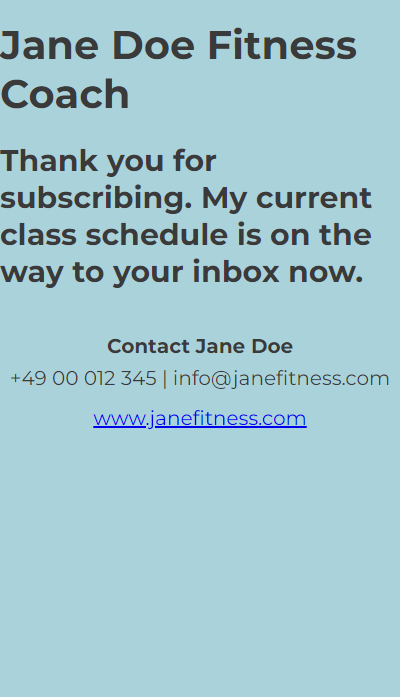 Jane Doe Fitness
Coach
Thank you for
subscribing. My current
class schedule is on the
way to your inbox now.
Contact Jane Doe
+49 00 012 345 | info@janefitness.com
www.janefitness.com